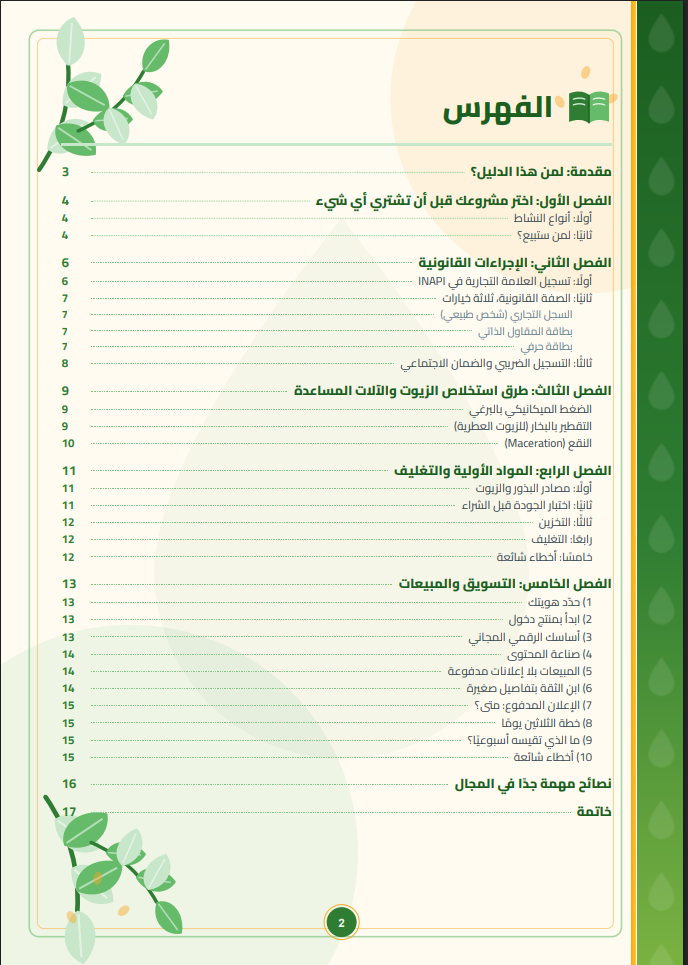 الفهرس
مقدمة: لمن هذا الدليل؟ 3
الفصل الأول: اختر مشروعك قبل أن تشتري أي شيء 4
أولًا: أنواع النشاط 4
ثانيًا: لمن ستبيع؟ 4
الفصل الثاني: الإجراءات القانونية 6
أولًا: تسجيل العلامة التجارية في INAPI 6
ثانيًا: الصفة القانونية، ثلاثة خيارات 7
السجل التجاري (شخص طبيعي) 7
بطاقة المقاول الذاتي 7
بطاقة حرفي 7
ثالثًا: التسجيل الضريبي والضمان الاجتماعي 8
الفصل الثالث: طرق استخلاص الزيوت والآلات المساعدة 9
الضغط الميكانيكي بالبرغي 9
التقطير بالبخار (للزيوت العطرية) 9
النقع (Maceration) 10
الفصل الرابع: المواد الأولية والتغليف 11
أولًا: مصادر البذور والزيوت 11
ثانيًا: اختبار الجودة قبل الشراء 11
ثالثًا: التخزين 12
رابعًا: التغليف 12
خامسًا: أخطاء شائعة 12
الفصل الخامس: التسويق والمبيعات 13
1) حدّد هويتك 13
2) ابدأ بمنتج دخول 13
3) أساسك الرقمي المجاني 13
4) صناعة المحتوى 14
5) المبيعات بلا إعلانات مدفوعة 14
6) ابنِ الثقة بتفاصيل صغيرة 14
7) الإعلان المدفوع: متى؟ 15
8) خطة الثلاثين يومًا 15
9) ما الذي تقيسه أسبوعيًا؟ 15
10) أخطاء شائعة 15
نصائح مهمة جدًا في المجال 16
خاتمة 17
2